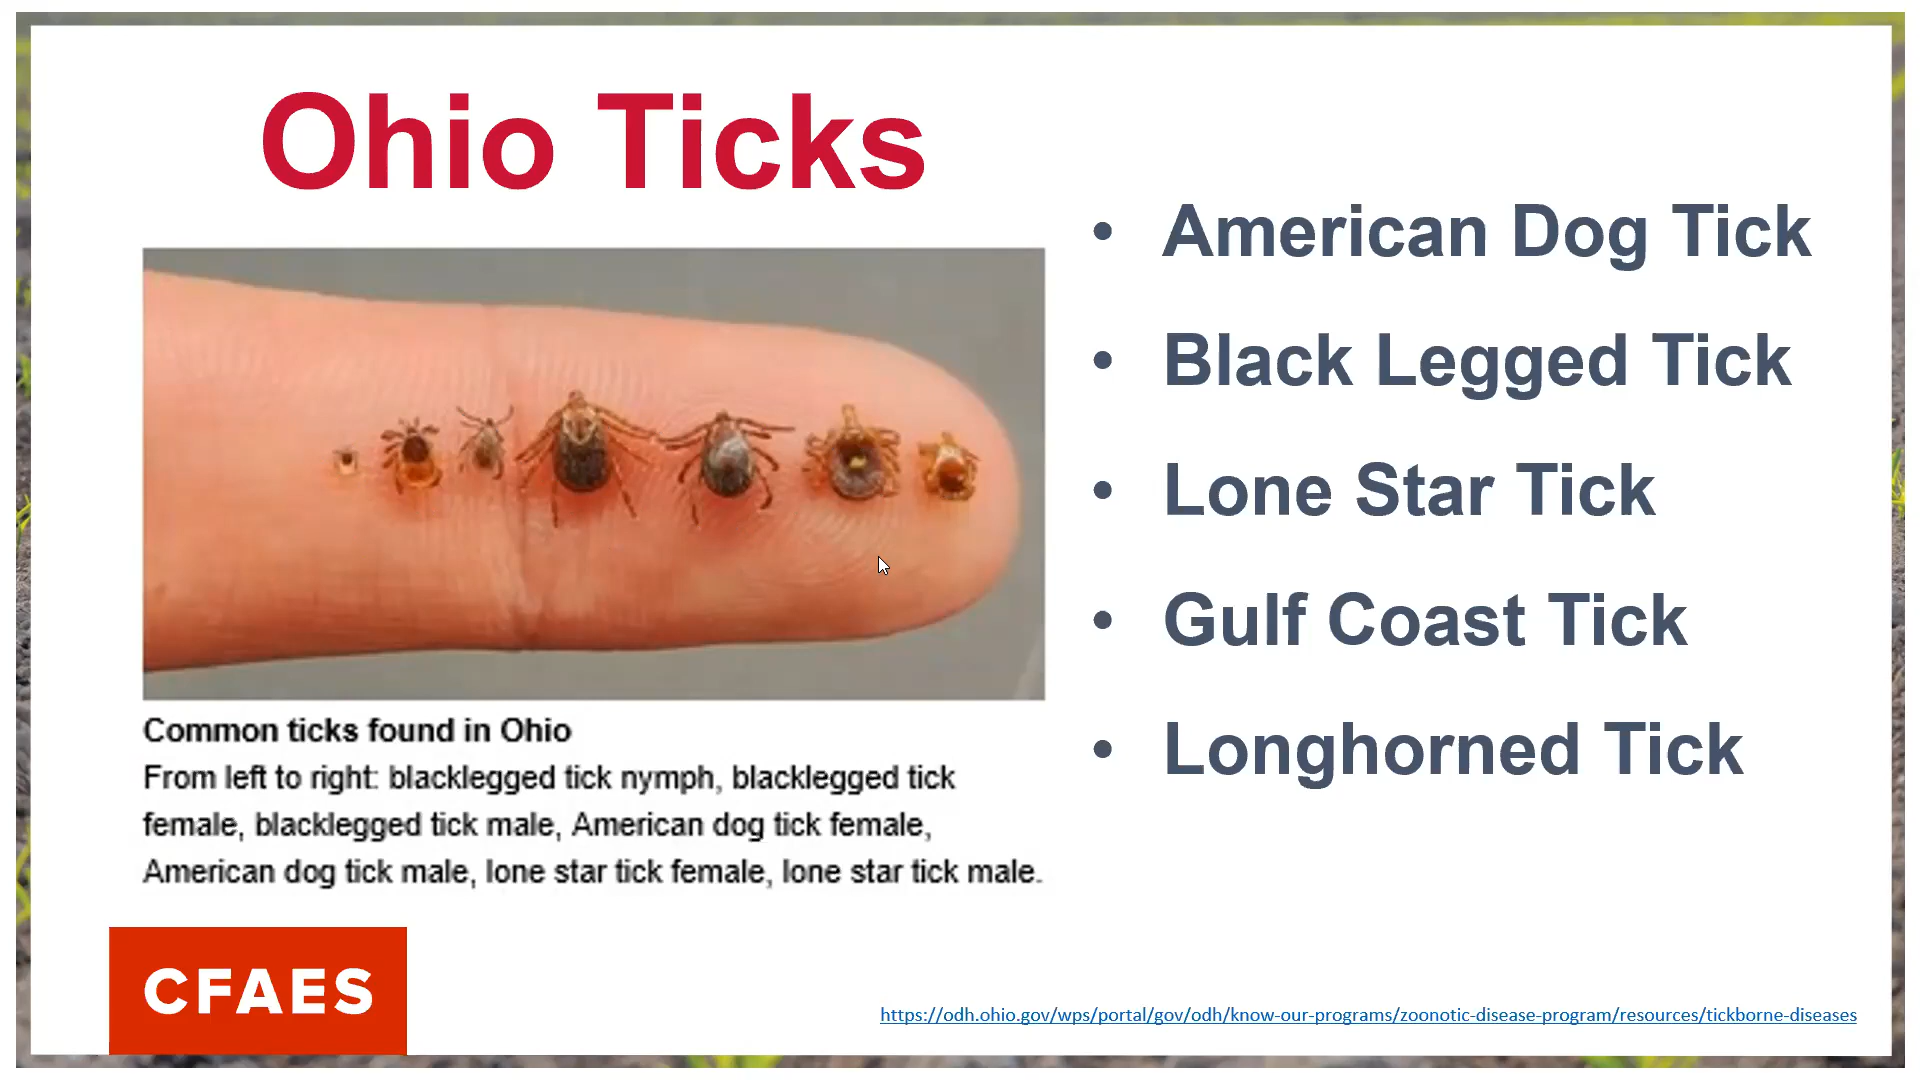 Ohio Ticks
Common ticks found in Ohio
From left to right: blacklegged tick nymph, blacklegged tick
female, blacklegged tick male, American dog tick female,
American dog tick male, lone star tick female, lone star tick male.
• American Dog Tick
• Black Legged Tick
• Lone Star Tick
• Gulf Coast Tick
• Longhorned Tick
CFAES
https://odh.ohio.gov/wps/portal/gov/odh/know-our-programs/zoonotic-disease-program/resources/tickborne-diseases